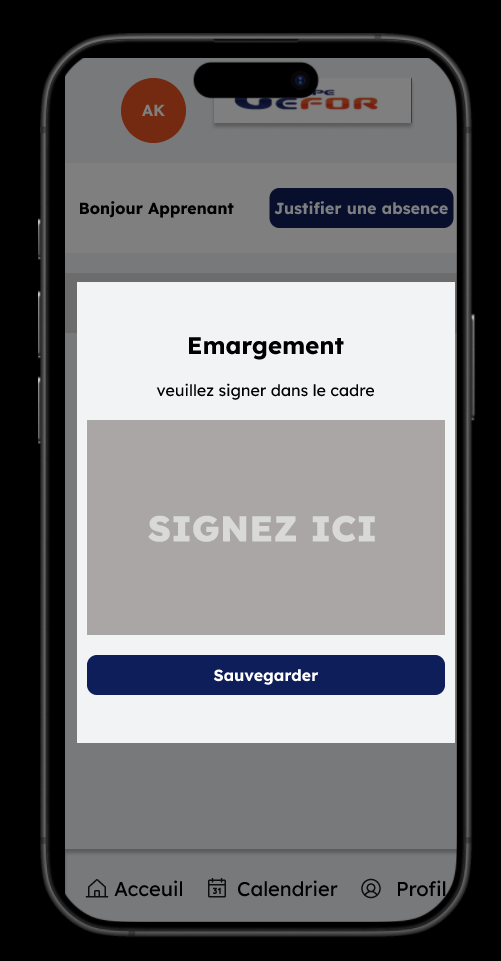 AK
GEFOR
Bonjour Apprenant
Justifier une absence
Emargement
veuillez signer dans le cadre
SIGNEZ ICI
Sauvegarder
31
Acceuil
Calendrier
Profil